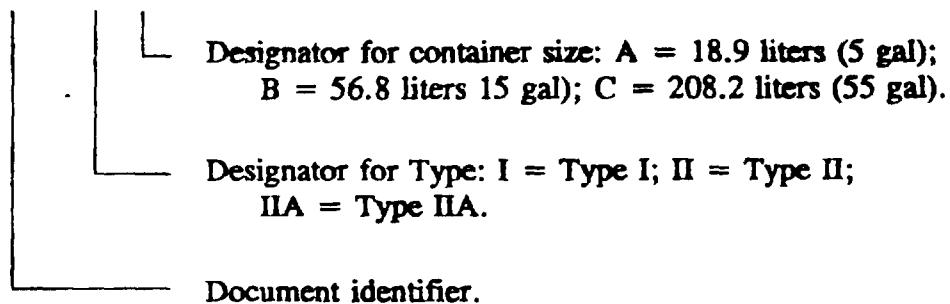 Designator for container size: A = 18.9 liters (5 gal);
B = 56.8 liters 15 gal); C = 208.2 liters (55 gal).
Designator for Type: I = Type I; II = Type II;
IIA = Type IIA.
Document identifier.